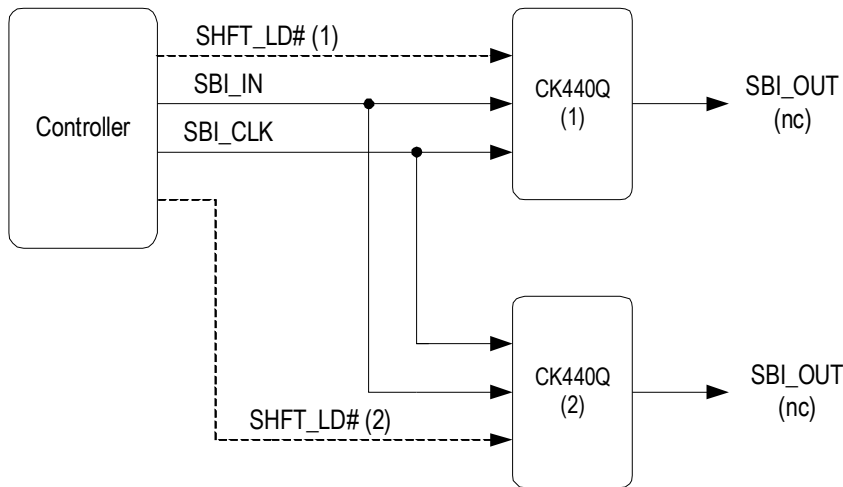 SHFT_LD# (1)
SBI_IN
SBI_CLK
Controller
CK440Q
(1)
SBI_OUT
(nc)
CK440Q
(2)
SBI_OUT
(nc)
SHFT_LD# (2)